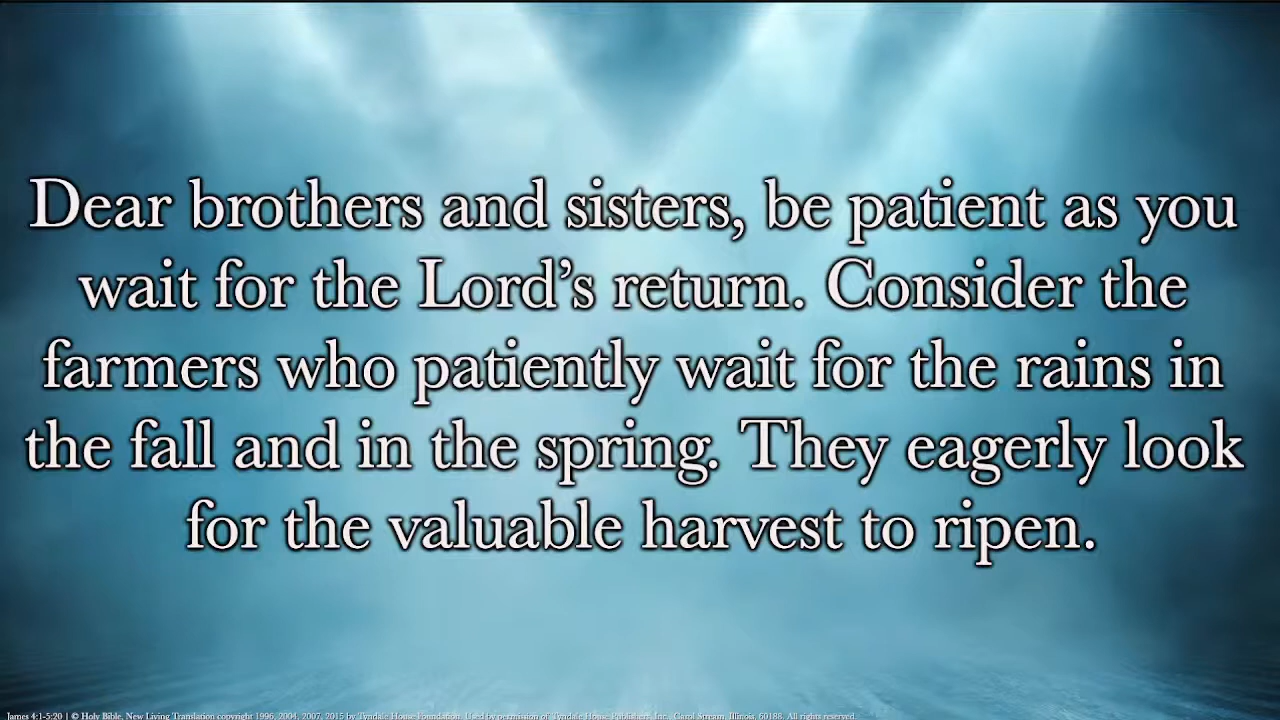 Dear brothers and sisters, be patient as you
wait for the Lord’s return. Consider the
farmers who patiently wait for the rains in
the fall and in the spring. They eagerly look
for the valuable harvest to ripen.
James 4:1-5:20 | © Holy Bible, New Living Translation copyright 1996, 2004, 2007, 2015 by Tyndale House Foundation. Used by permission of Tyndale House Publishers Inc., Carol Stream, Illinois, 60188. All rights reserved.